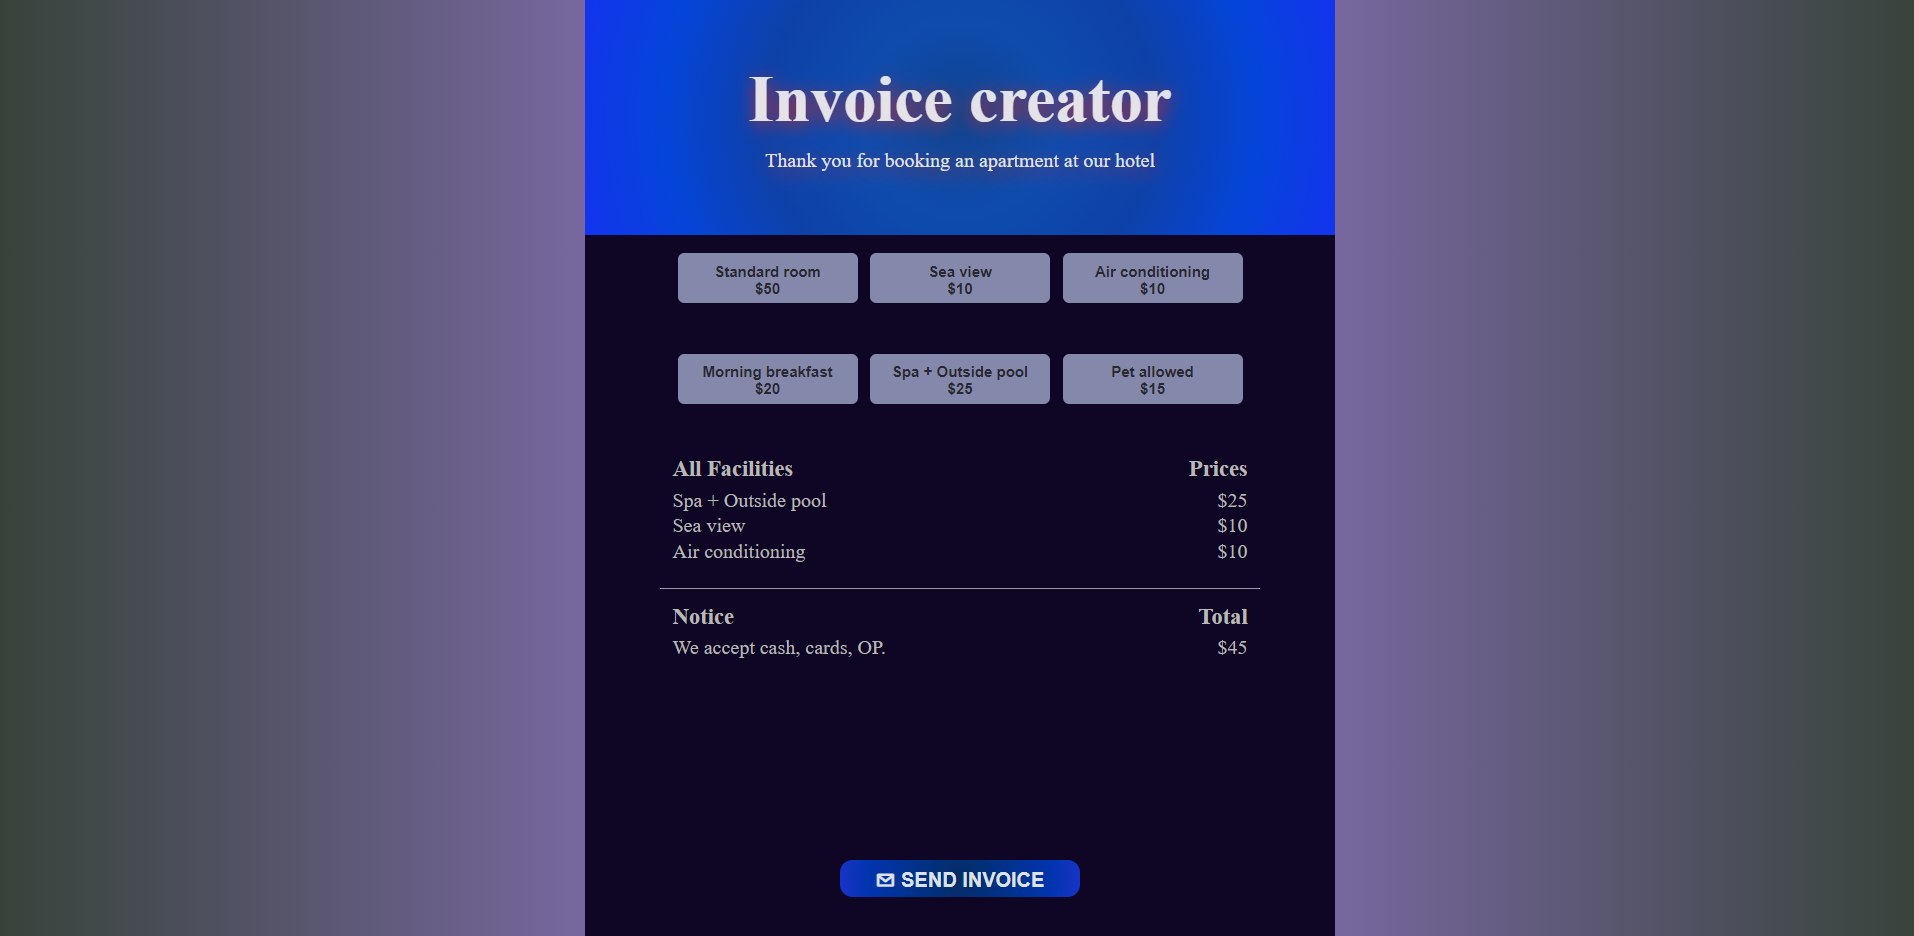 Invoice creator
Thank you for booking an apartment at our hotel
Standard room
$50
Sea view
$10
Air conditioning
$10
Morning breakfast
$20
Spa + Outside pool
$25
Pet allowed
$15
All Facilities Prices
Spa + Outside pool $25
Sea view $10
Air conditioning $10
Notice Total
We accept cash, cards, OP. $45
SEND INVOICE